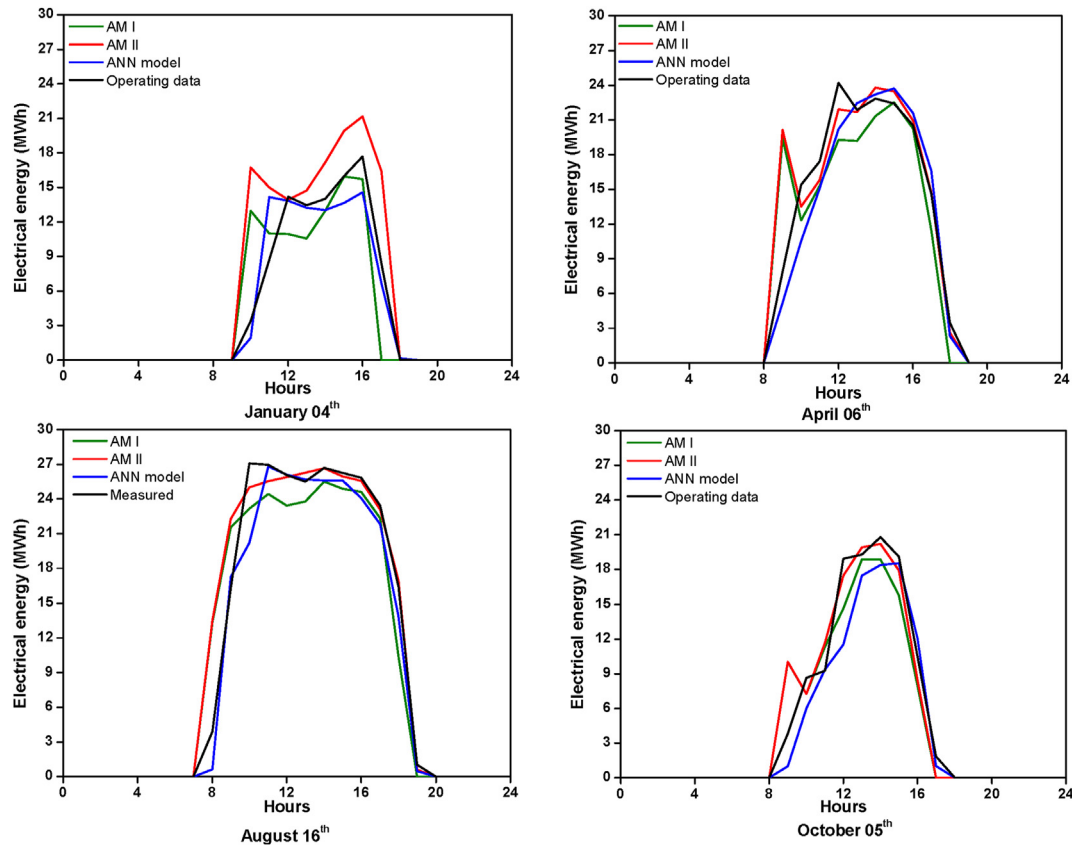 AM I
AM II
ANN model
Operating data
Electrical energy (MWh)
30
27
24
21
18
15
12
9
6
3
0
0 4 8 12 16 20 24
Hours
January 04th
AM I
AM II
ANN model
Operating data
Electrical energy (MWh)
30
27
24
21
18
15
12
9
6
3
0
0 4 8 12 16 20 24
Hours
April 06th
AM I
AM II
ANN model
Measured
Electrical energy (MWh)
30
27
24
21
18
15
12
9
6
3
0
0 4 8 12 16 20 24
Hours
August 16th
AM I
AM II
ANN model
Operating data
Electrical energy (MWh)
30
27
24
21
18
15
12
9
6
3
0
0 4 8 12 16 20 24
Hours
October 05th